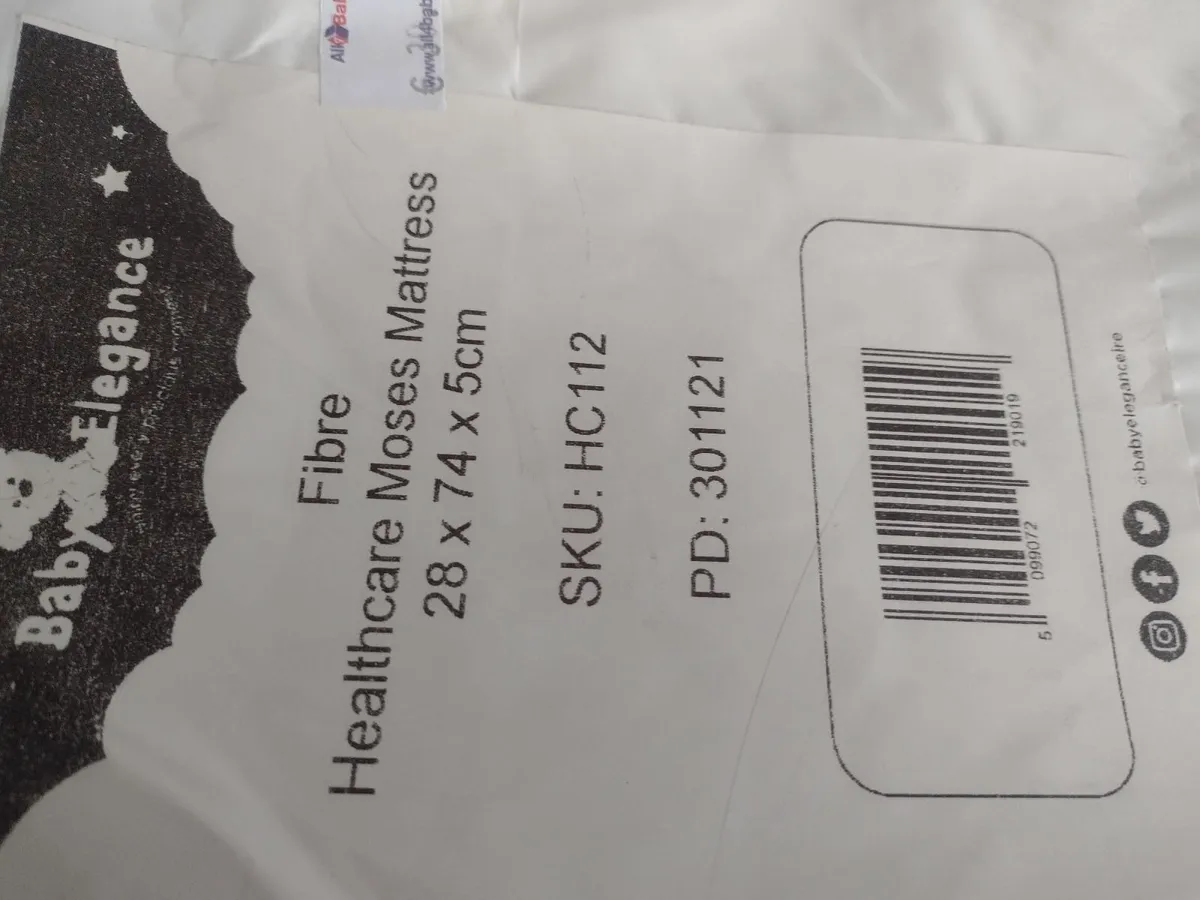 Baby Elegance
Fibre
Healthcare Moses Mattress
28 x 74 x 5cm
SKU: HC112
PD: 301121
5 099072 219019
babyeleganceire